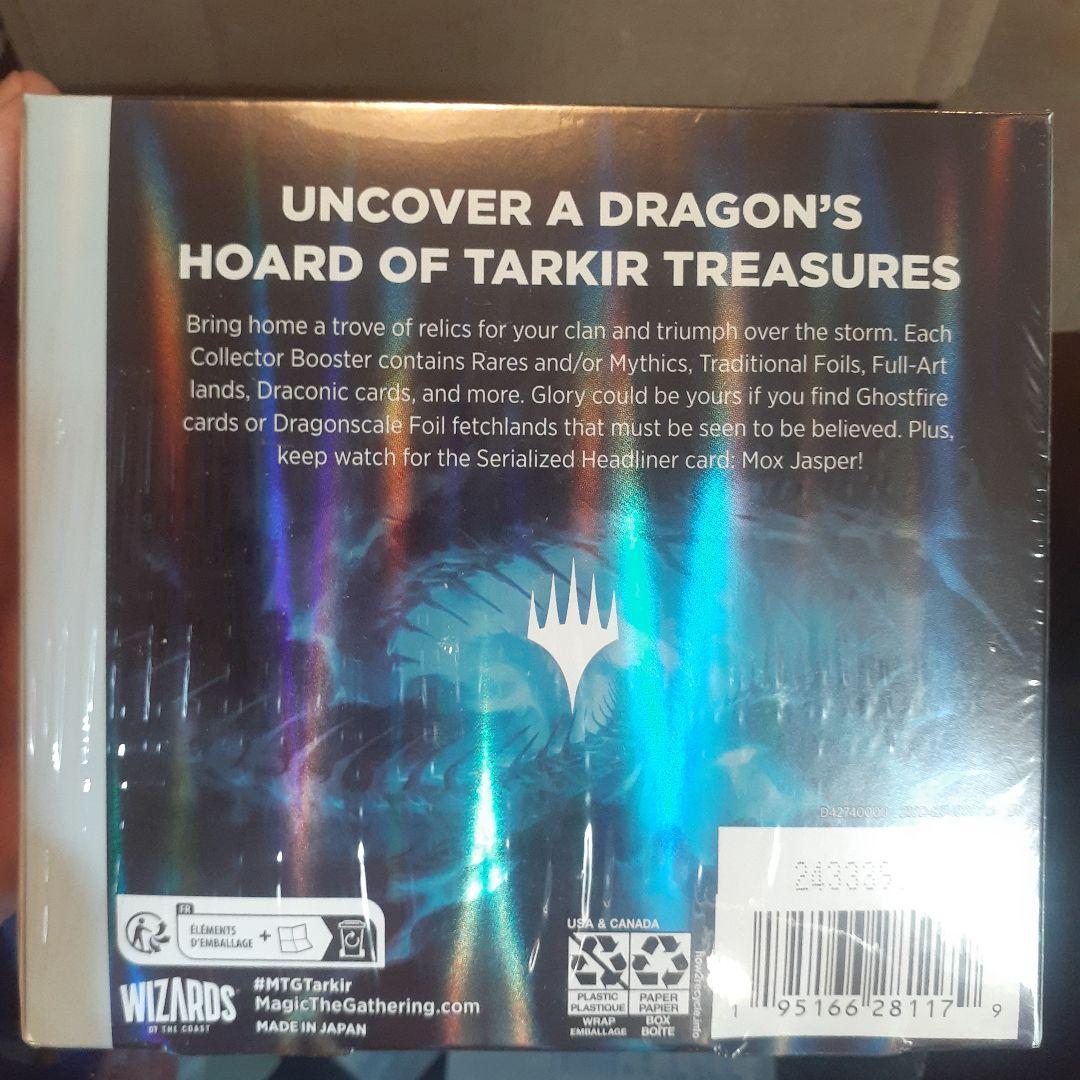 UNCOVER A DRAGON'S
HOARD OF TARKIR TREASURES
Bring home a trove of relics for your clan and triumph over the storm. Each
Collector Booster contains Rares and/or Mythics, Traditional Foils, Full-Art
lands, Draconic cards, and more. Glory could be yours if you find Ghostfire
cards or Dragonscale Foil fetchlands that must be seen to be believed. Plus,
keep watch for the Serialized Headliner card: Mox Jasper!
D42740000
FR
ÉLÉMENTS
D'EMBALLAGE
+
WIZARDS
OF THE COAST
#MTGTarkir
MagicTheGathering.com
MADE IN JAPAN
USA & CANADA
PLASTIC
PLASTIQUE
WRAP
EMBALLAGE
PAPER
PAPIER
BOX
BOÎTE
how2recycle.info
1 95166 28117 9